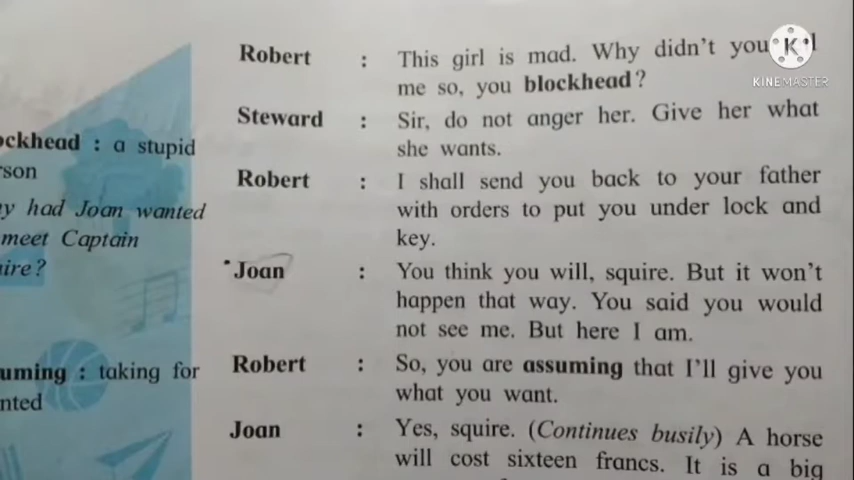 Robert : This girl is mad. Why didn't you
me so, you blockhead?
Steward : Sir, do not anger her. Give her what
she wants.
Robert : I shall send you back to your father
with orders to put you under lock and
key.
Joan : You think you will, squire. But it won't
happen that way. You said you would
not see me. But here I am.
Robert : So, you are assuming that I'll give you
what you want.
Joan : Yes, squire. (Continues busily) A horse
will cost sixteen francs. It is a big
ockhead : a stupid
rson
y had Joan wanted
meet Captain
ire?
uming : taking for
nted
K
KINEMASTER